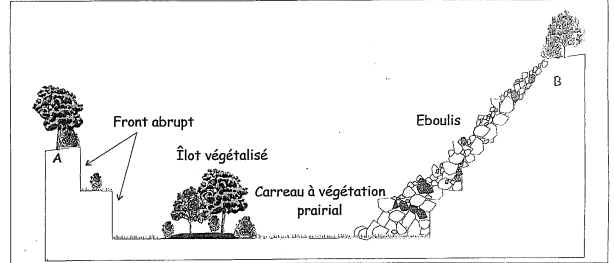 B
Front abrupt
Eboulis
A
Îlot végétalisé
Carreau à végétation
prairial